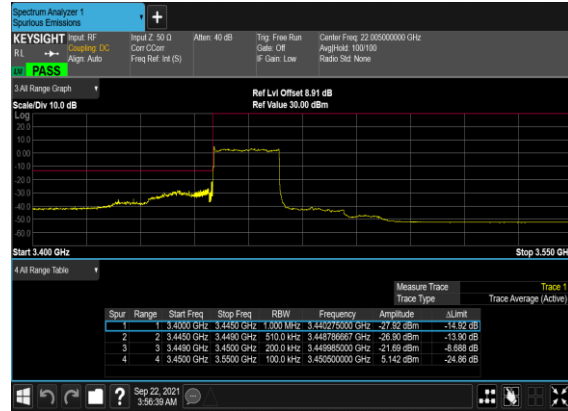 Spectrum Analyzer 1
Spurious Emissions
KEYSIGHT Input: RF Input Z: 50 Ω Atten: 40 dB Trig: Free Run Center Freq: 22.005000000 GHz
RL Coupling: DC Corr CCorr Gate: Off Avg|Hold: 100/100
Align: Auto Freq Ref: Int (S) IF Gain: Low Radio Std: None
LM PASS
3 All Range Graph
Ref Lvl Offset 8.91 dB
Scale/Div 10.0 dB Ref Value 30.00 dBm
Log
20.0
10.0
0.00
-10.0
-20.0
-30.0
-40.0
-50.0
-60.0
Start 3.400 GHz Stop 3.550 GH
4 All Range Table
Measure Trace Trace 1
Trace Type Trace Average (Active)
Spur Range Start Freq Stop Freq RBW Frequency Amplitude ΔLimit
1 1 3.4000 GHz 3.4450 GHz 1.000 MHz 3.440275000 GHz -27.92 dBm -14.92 dB
2 2 3.4450 GHz 3.4490 GHz 510.0 kHz 3.448786667 GHz -26.90 dBm -13.90 dB
3 3 3.4490 GHz 3.4500 GHz 200.0 kHz 3.449985000 GHz -21.69 dBm -8.688 dB
4 4 3.4500 GHz 3.5500 GHz 100.0 kHz 3.450500000 GHz 5.142 dBm -24.86 dB
? Sep 22, 2021
3:56:39 AM